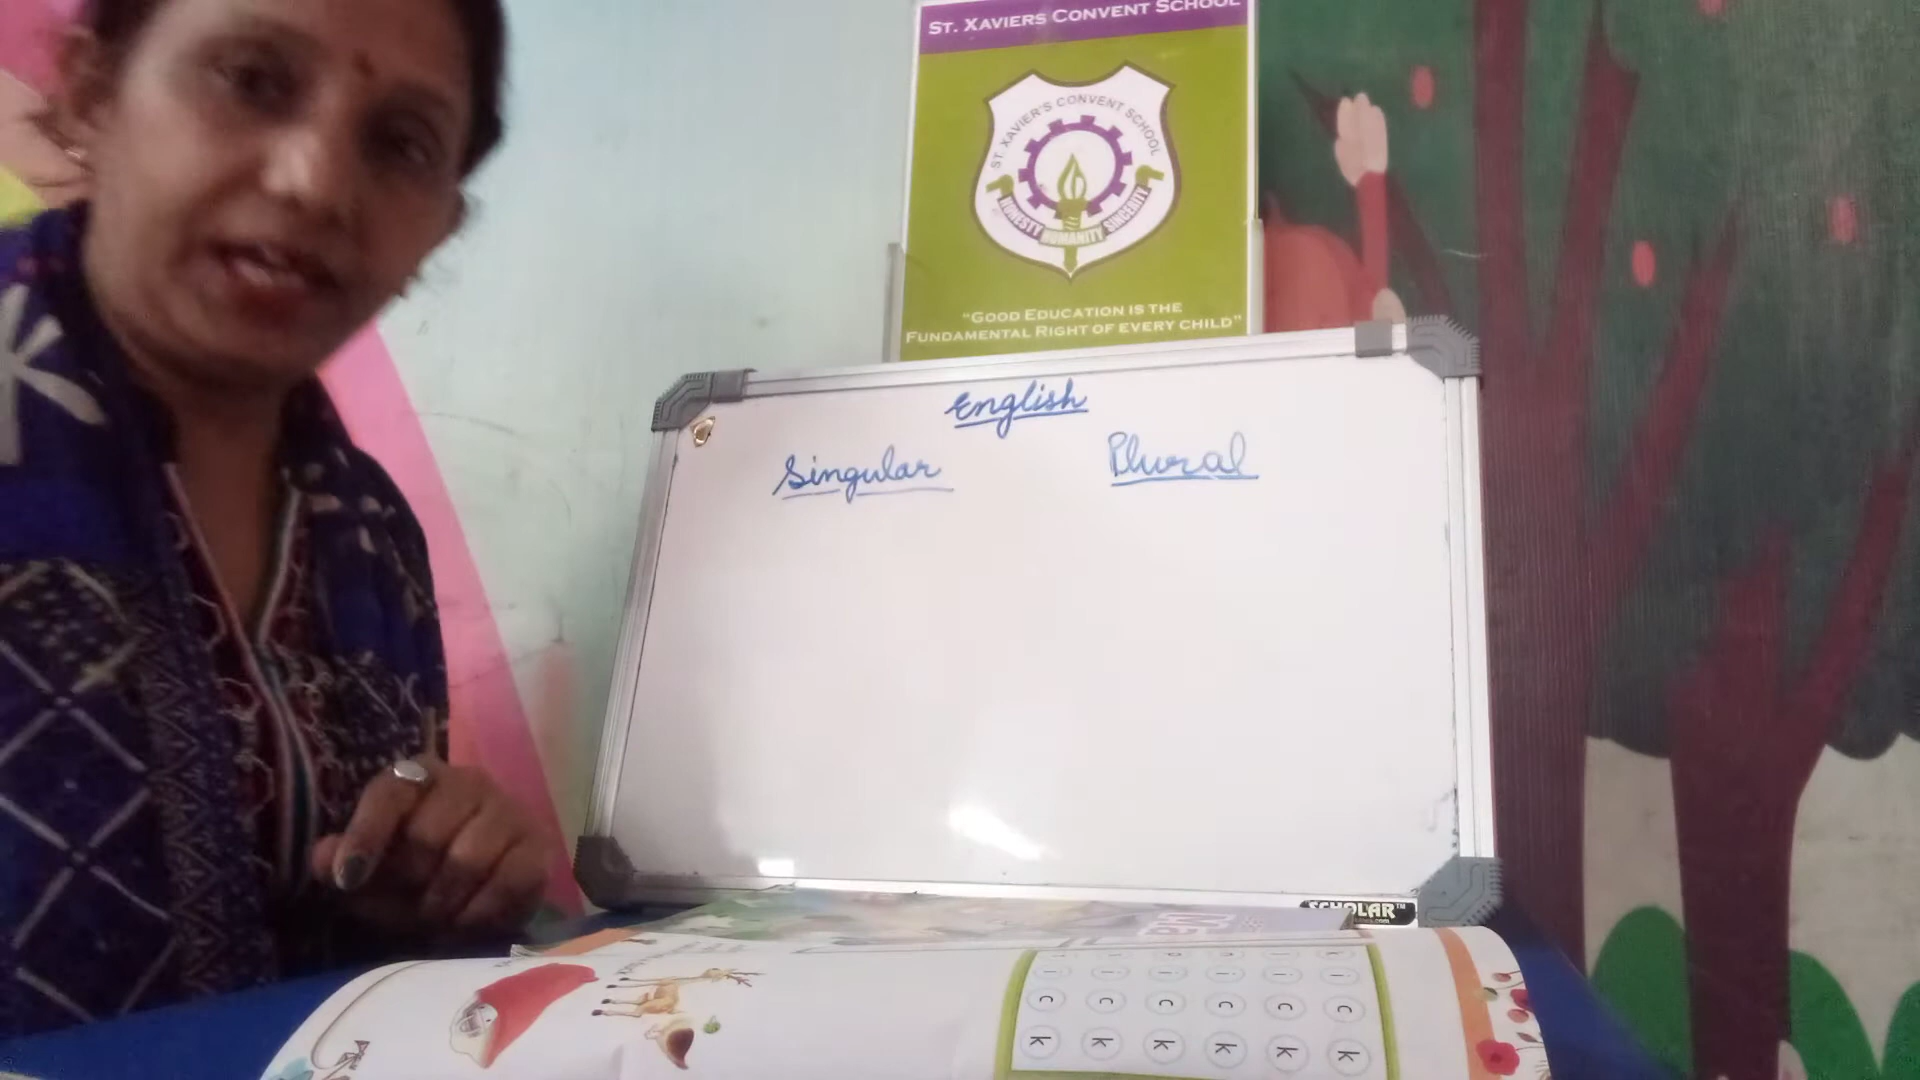 ST. XAVIERS CONVENT SCHOOL
ST. XAVIER'S CONVENT SCHOOL
HONESTY HUMANITY SINCERITY
"GOOD EDUCATION IS THE
FUNDAMENTAL RIGHT OF EVERY CHILD"
English
Singular Plural
SCHOLAR™
c c c c c c
k k k k k k